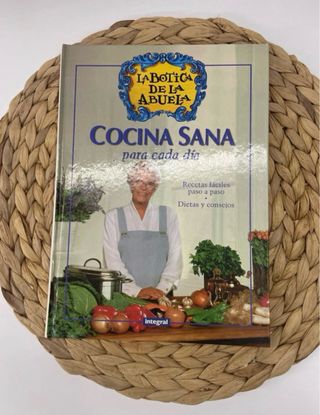 LA BOTICA
DE LA
ABUELA
COCINA SANA
para cada día
Recetas fáciles
paso a paso
•
Dietas y consejos
integral